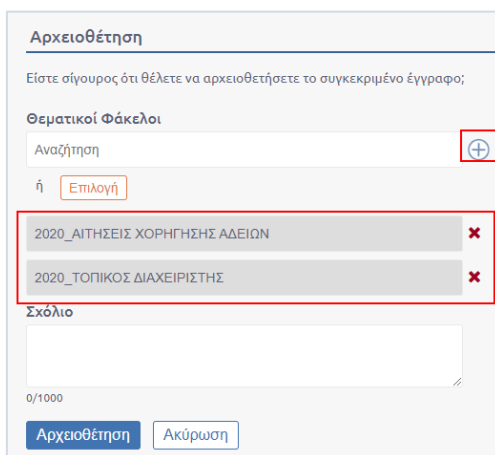 Αρχειοθέτηση
Είστε σίγουρος ότι θέλετε να αρχειοθετήσετε το συγκεκριμένο έγγραφο;
Θεματικοί Φάκελοι
Αναζήτηση
ή Επιλογή
2020_ΑΙΤΗΣΕΙΣ ΧΟΡΗΓΗΣΗΣ ΑΔΕΙΩΝ
2020_ΤΟΠΙΚΟΣ ΔΙΑΧΕΙΡΙΣΤΗΣ
Σχόλιο
0/1000
Αρχειοθέτηση Ακύρωση